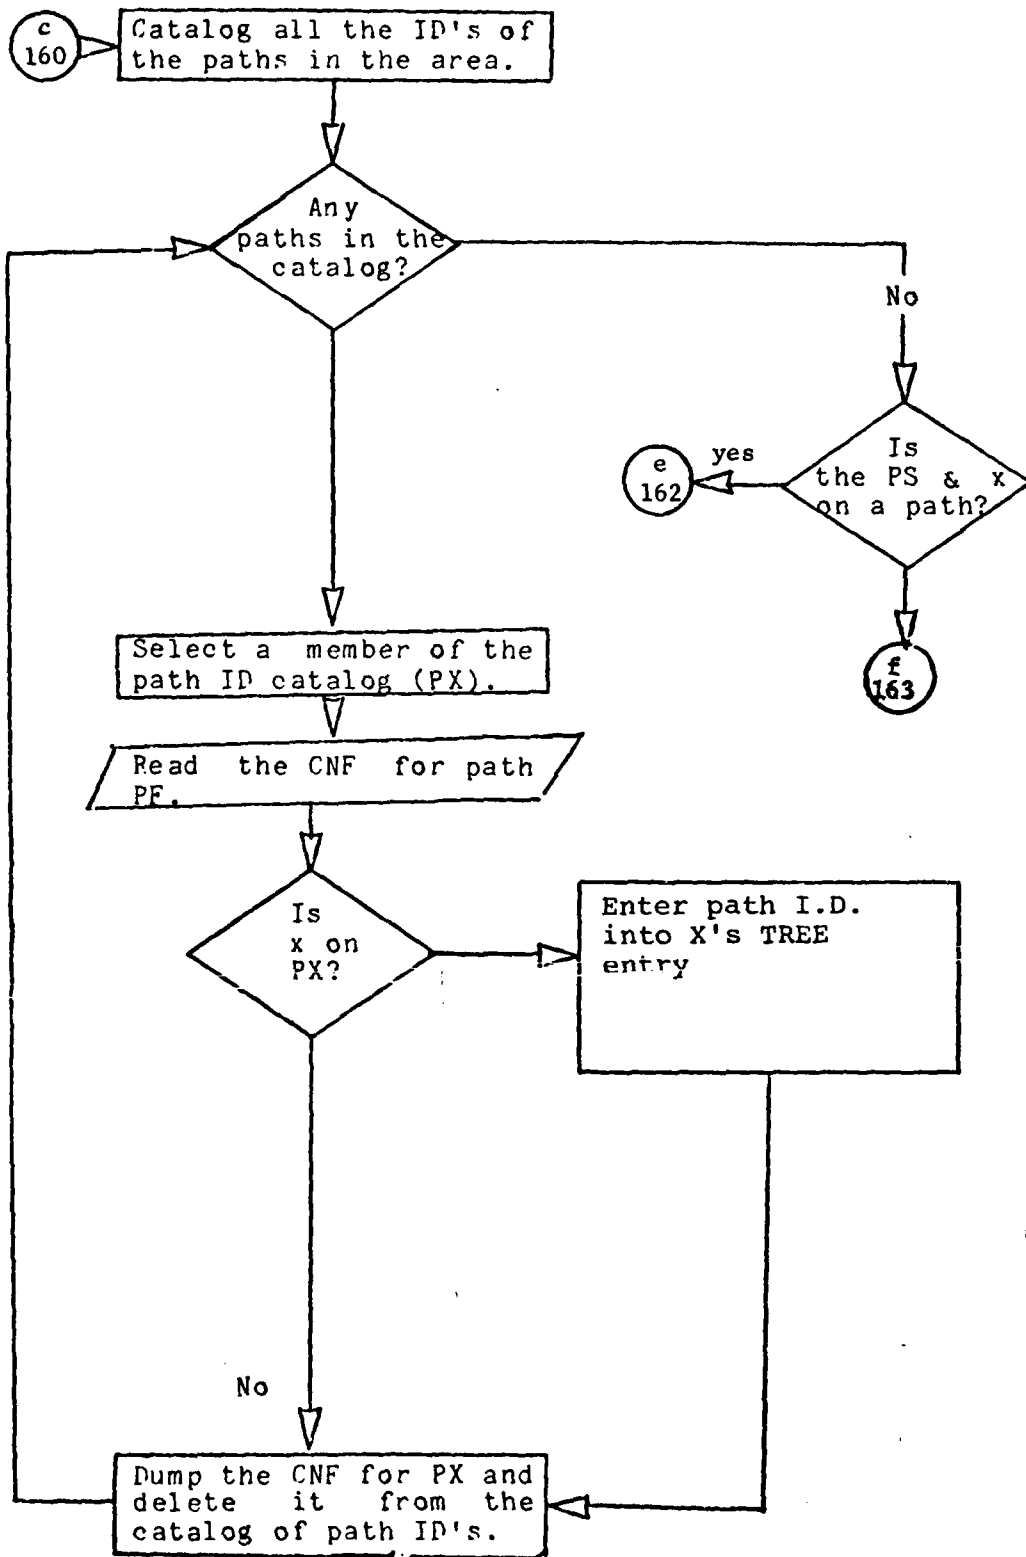 c
160
Catalog all the ID's of
the paths in the area.
Any
paths in the
catalog?
No
Is
the PS & x
on a path?
yes
e
162
f
163
Select a member of the
path ID catalog (PX).
Read the CNF for path
PF.
Is
x on
PX?
Enter path I.D.
into X's TREE
entry
No
Dump the CNF for PX and
delete it from the
catalog of path ID's.